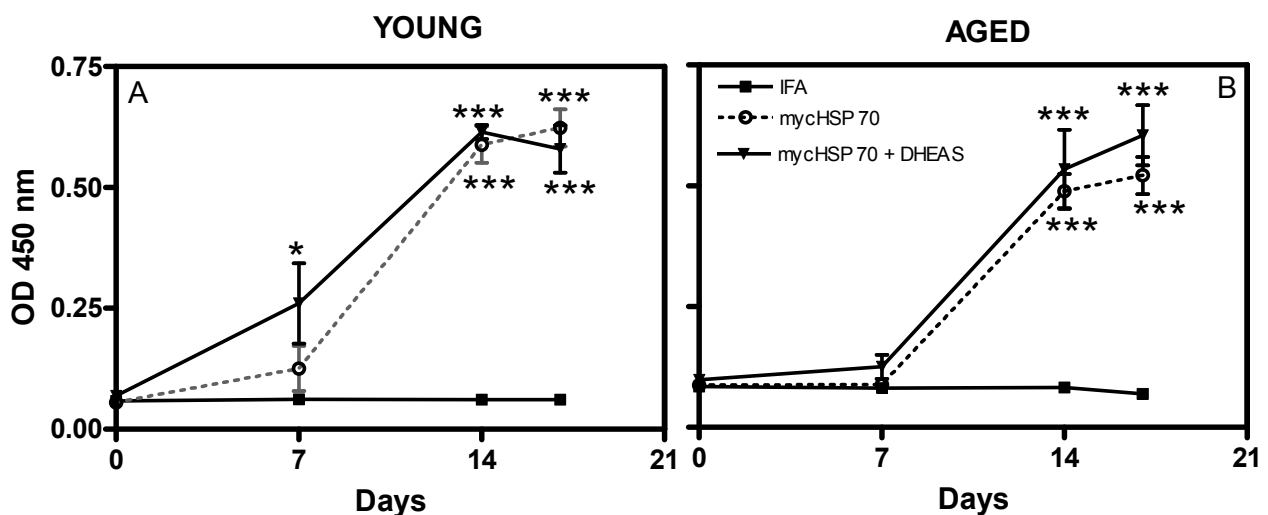 YOUNG
AGED
A
B
IFA
mycHSP 70
mycHSP 70 + DHEAS
OD 450 nm
0.75
0.50
0.25
0.00
***
***
*
***
***
***
***
***
***
0
7
14
21
0
7
14
21
Days
Days